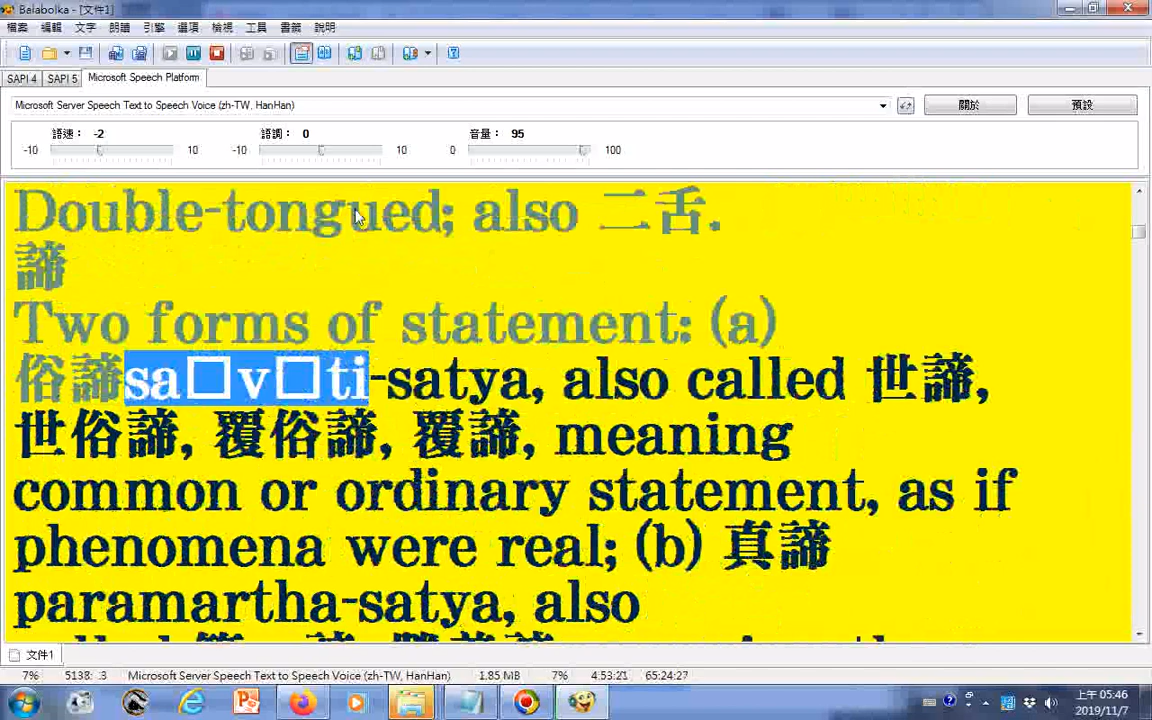 Balabolka - [文件1]
檔案 編輯 文字 朗讀 引擎 選項 檢視 工具 書籤 說明
SAPI 4 SAPI 5 Microsoft Speech Platform
Microsoft Server Speech Text to Speech Voice (zh-TW, HanHan) 關於 預設
語速： -2 語調： 0 音量： 95
-10 10 -10 10 0 100
Double-tongued; also 二舌.
諦
Two forms of statement: (a)
俗諦sa□v□ti-satya, also called 世諦,
世俗諦, 覆俗諦, 覆諦, meaning
common or ordinary statement, as if
phenomena were real; (b) 真諦
paramartha-satya, also
文件1
7% 5138: .3 Microsoft Server Speech Text to Speech Voice (zh-TW, HanHan) 1.85 MB 7% 4:53:21 65:24:27
上午 05:46
2019/11/7